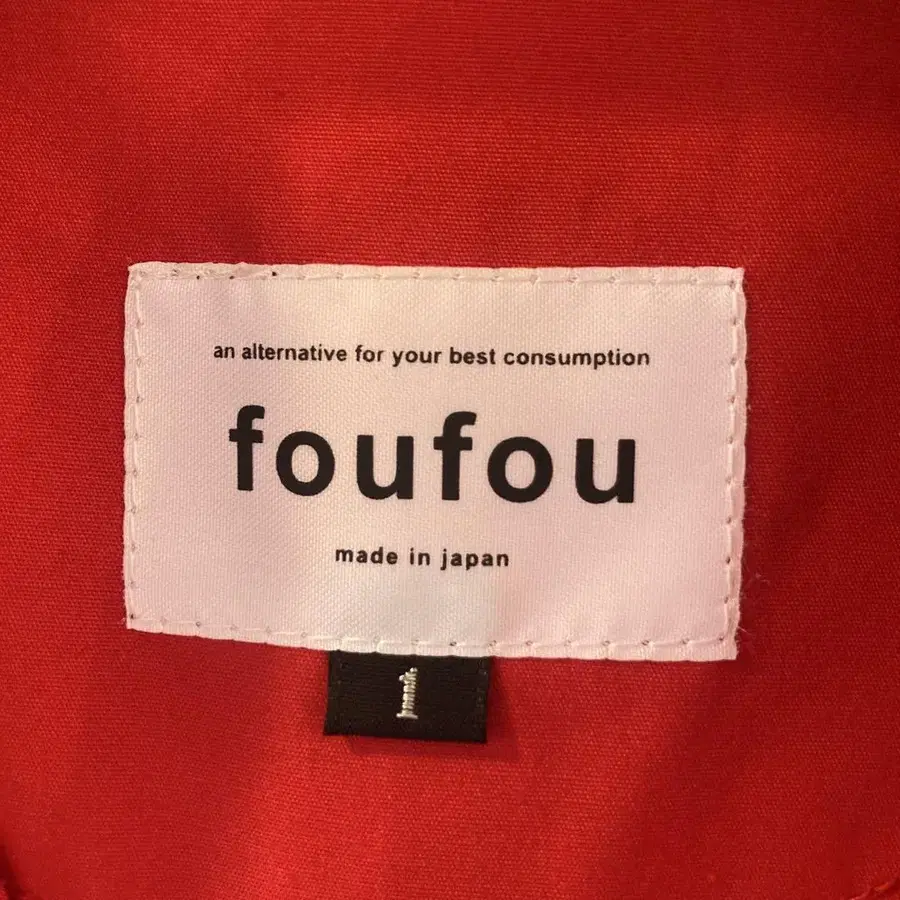 an alternative for your best consumption
foufou
made in japan
1